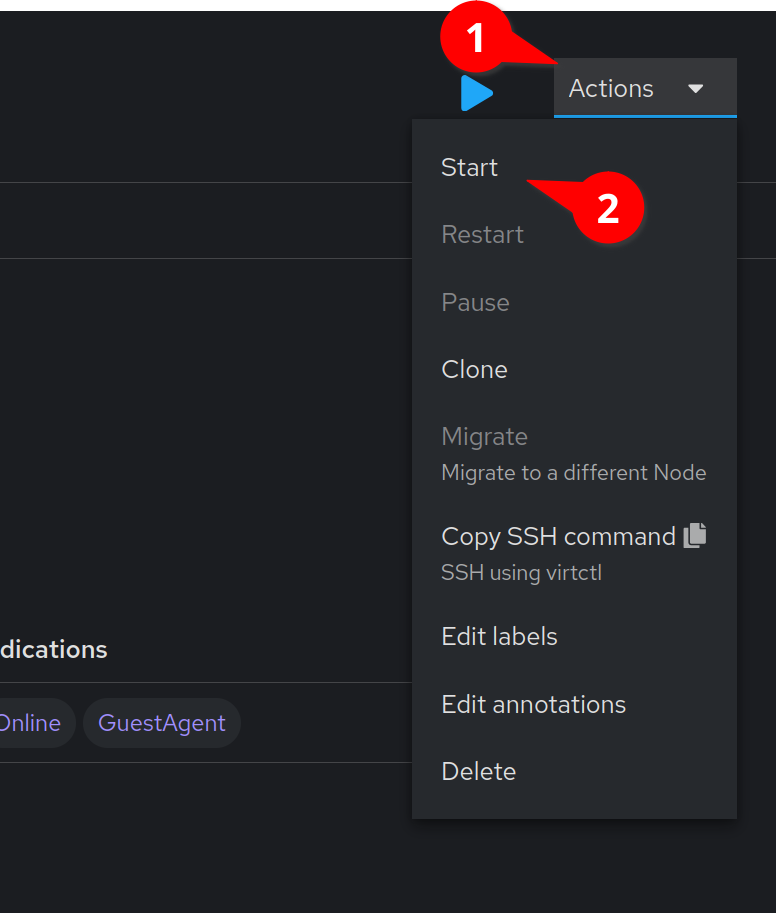 1
Actions
Start
2
Restart
Pause
Clone
Migrate
Migrate to a different Node
Copy SSH command
SSH using virtctl
Edit labels
dications
Edit annotations
Online GuestAgent
Delete